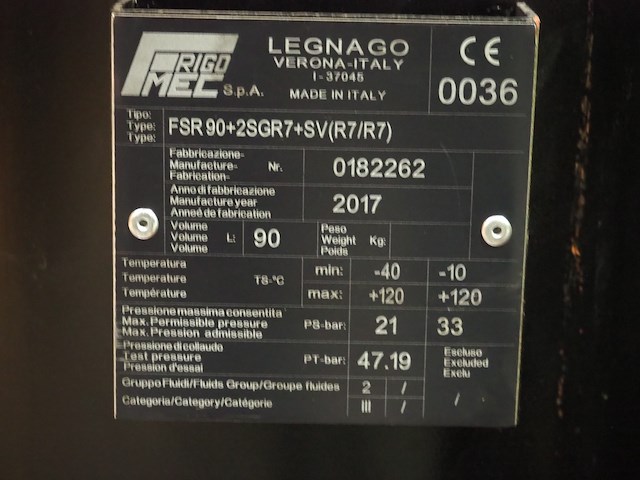 FRIGO MEC S.p.A.
LEGNAGO
VERONA-ITALY
I-37045
MADE IN ITALY
CE
0036
Tipo:
Type:
Type:
FSR 90+2SGR7+SV(R7/R7)
Fabbricazione-
Manufacture-
Fabrication-
Nr.
0182262
Anno di fabbricazione
Manufacture year
Anneé de fabrication
2017
Volume
Volume
Volume
L:
90
Peso
Weight
Poids
Kg:
Temperatura
Temperature
Température
TS-°C
min: -40 -10
max: +120 +120
Pressione massima consentita
Max. Permissible pressure
Max. Pression admissible
PS-bar:
21 33
Pressione di collaudo
Test pressure
Pression d'essai
PT-bar:
47.19
Escluso
Excluded
Exclu
Gruppo Fluidi/Fluids Group/Groupe fluides 2 /
Categoria/Category/Catégorie III / /